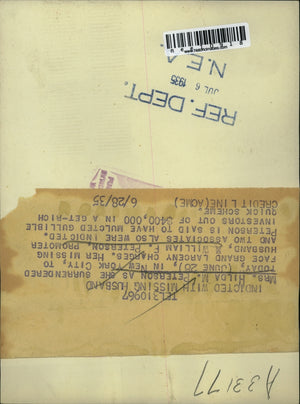 TEL310967
INDICTED WITH MISSING HUSBAND
MRS. HILDA M. PETERSON AS SHE SURRENDERED
TODAY, (JUNE 28), IN NEW YORK CITY, TO
FACE GRAND LARCENY CHARGES. HER MISSING
HUSBAND, WILLIAM F. PETERSON, PROMOTER
AND TWO ASSOCIATES ALSO WERE INDICTED.
PETERSON IS SAID TO HAVE MULCTED GULLIBLE
INVESTORS OUT OF $400,000 IN A GET-RICH
QUICK SCHEME.
CREDIT LINE(ACME) 6/28/35
REF. DEPT.
JUL 6 1935
N.E.A.
A33177